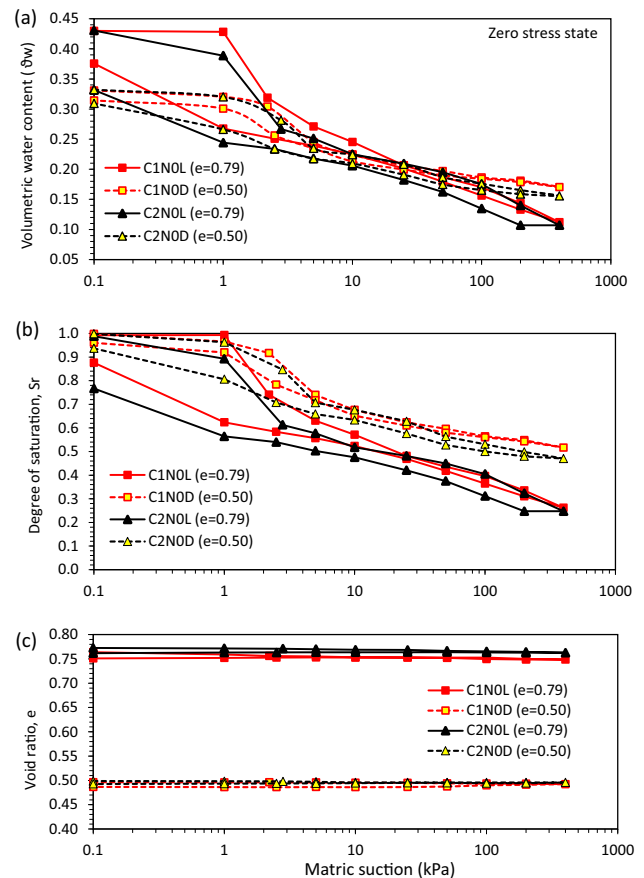 (a)
Zero stress state
Volumetric water content (ϑw)
0.45
0.40
0.35
0.30
0.25
0.20
0.15
0.10
0.05
C1N0L (e=0.79)
C1N0D (e=0.50)
C2N0L (e=0.79)
C2N0D (e=0.50)
0.1 1 10 100 1000
(b)
Degree of saturation, Sr
1.0
0.9
0.8
0.7
0.6
0.5
0.4
0.3
0.2
0.1
0.0
C1N0L (e=0.79)
C1N0D (e=0.50)
C2N0L (e=0.79)
C2N0D (e=0.50)
0.1 1 10 100 1000
(c)
Void ratio, e
0.80
0.75
0.70
0.65
0.60
0.55
0.50
0.45
0.40
C1N0L (e=0.79)
C1N0D (e=0.50)
C2N0L (e=0.79)
C2N0D (e=0.50)
0.1 1 10 100 1000
Matric suction (kPa)